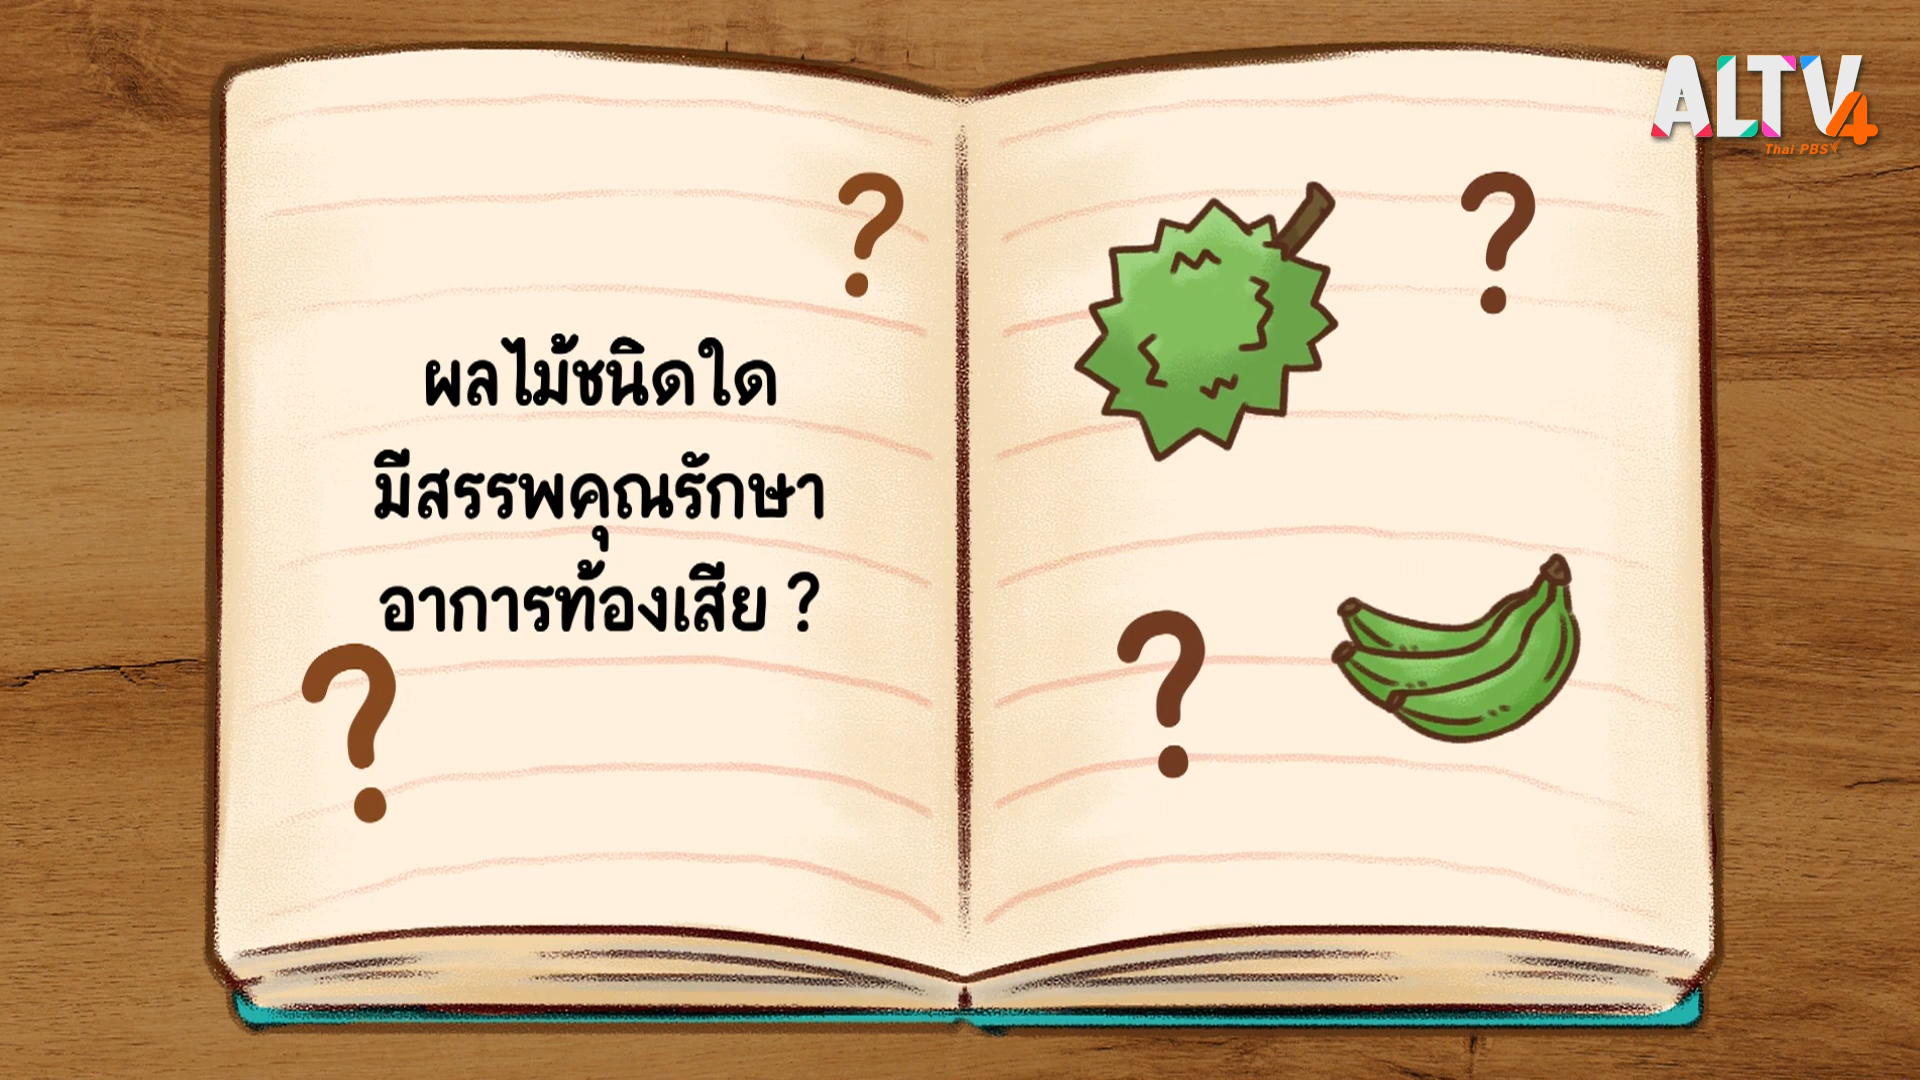 ALTV4
Thai PBS
?
?
ผลไม้ชนิดใด
มีสรรพคุณรักษา
อาการท้องเสีย ?
?
?